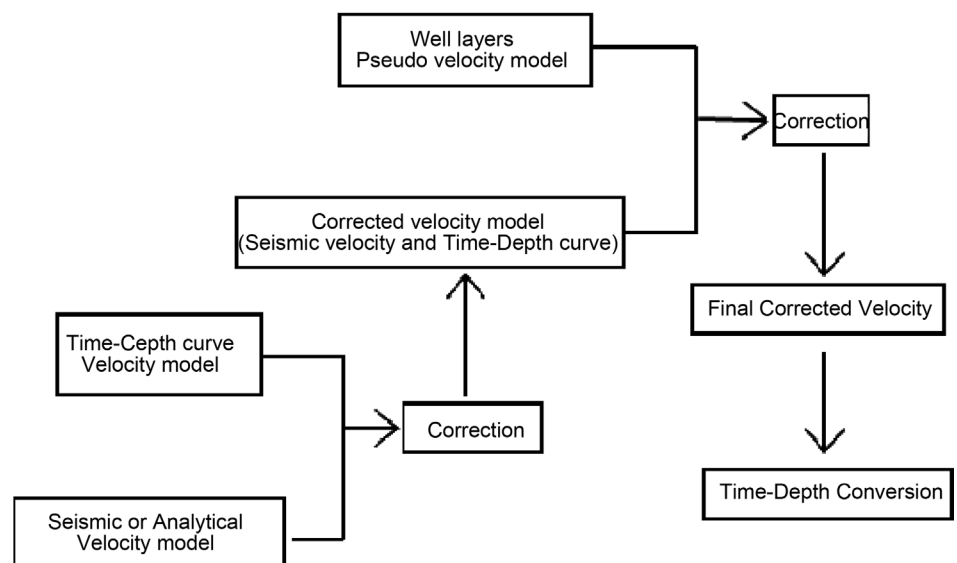 Well layers
Pseudo velocity model
Correction
Corrected velocity model
(Seismic velocity and Time-Depth curve)
Final Corrected Velocity
Time-Cepth curve
Velocity model
Correction
Time-Depth Conversion
Seismic or Analytical
Velocity model